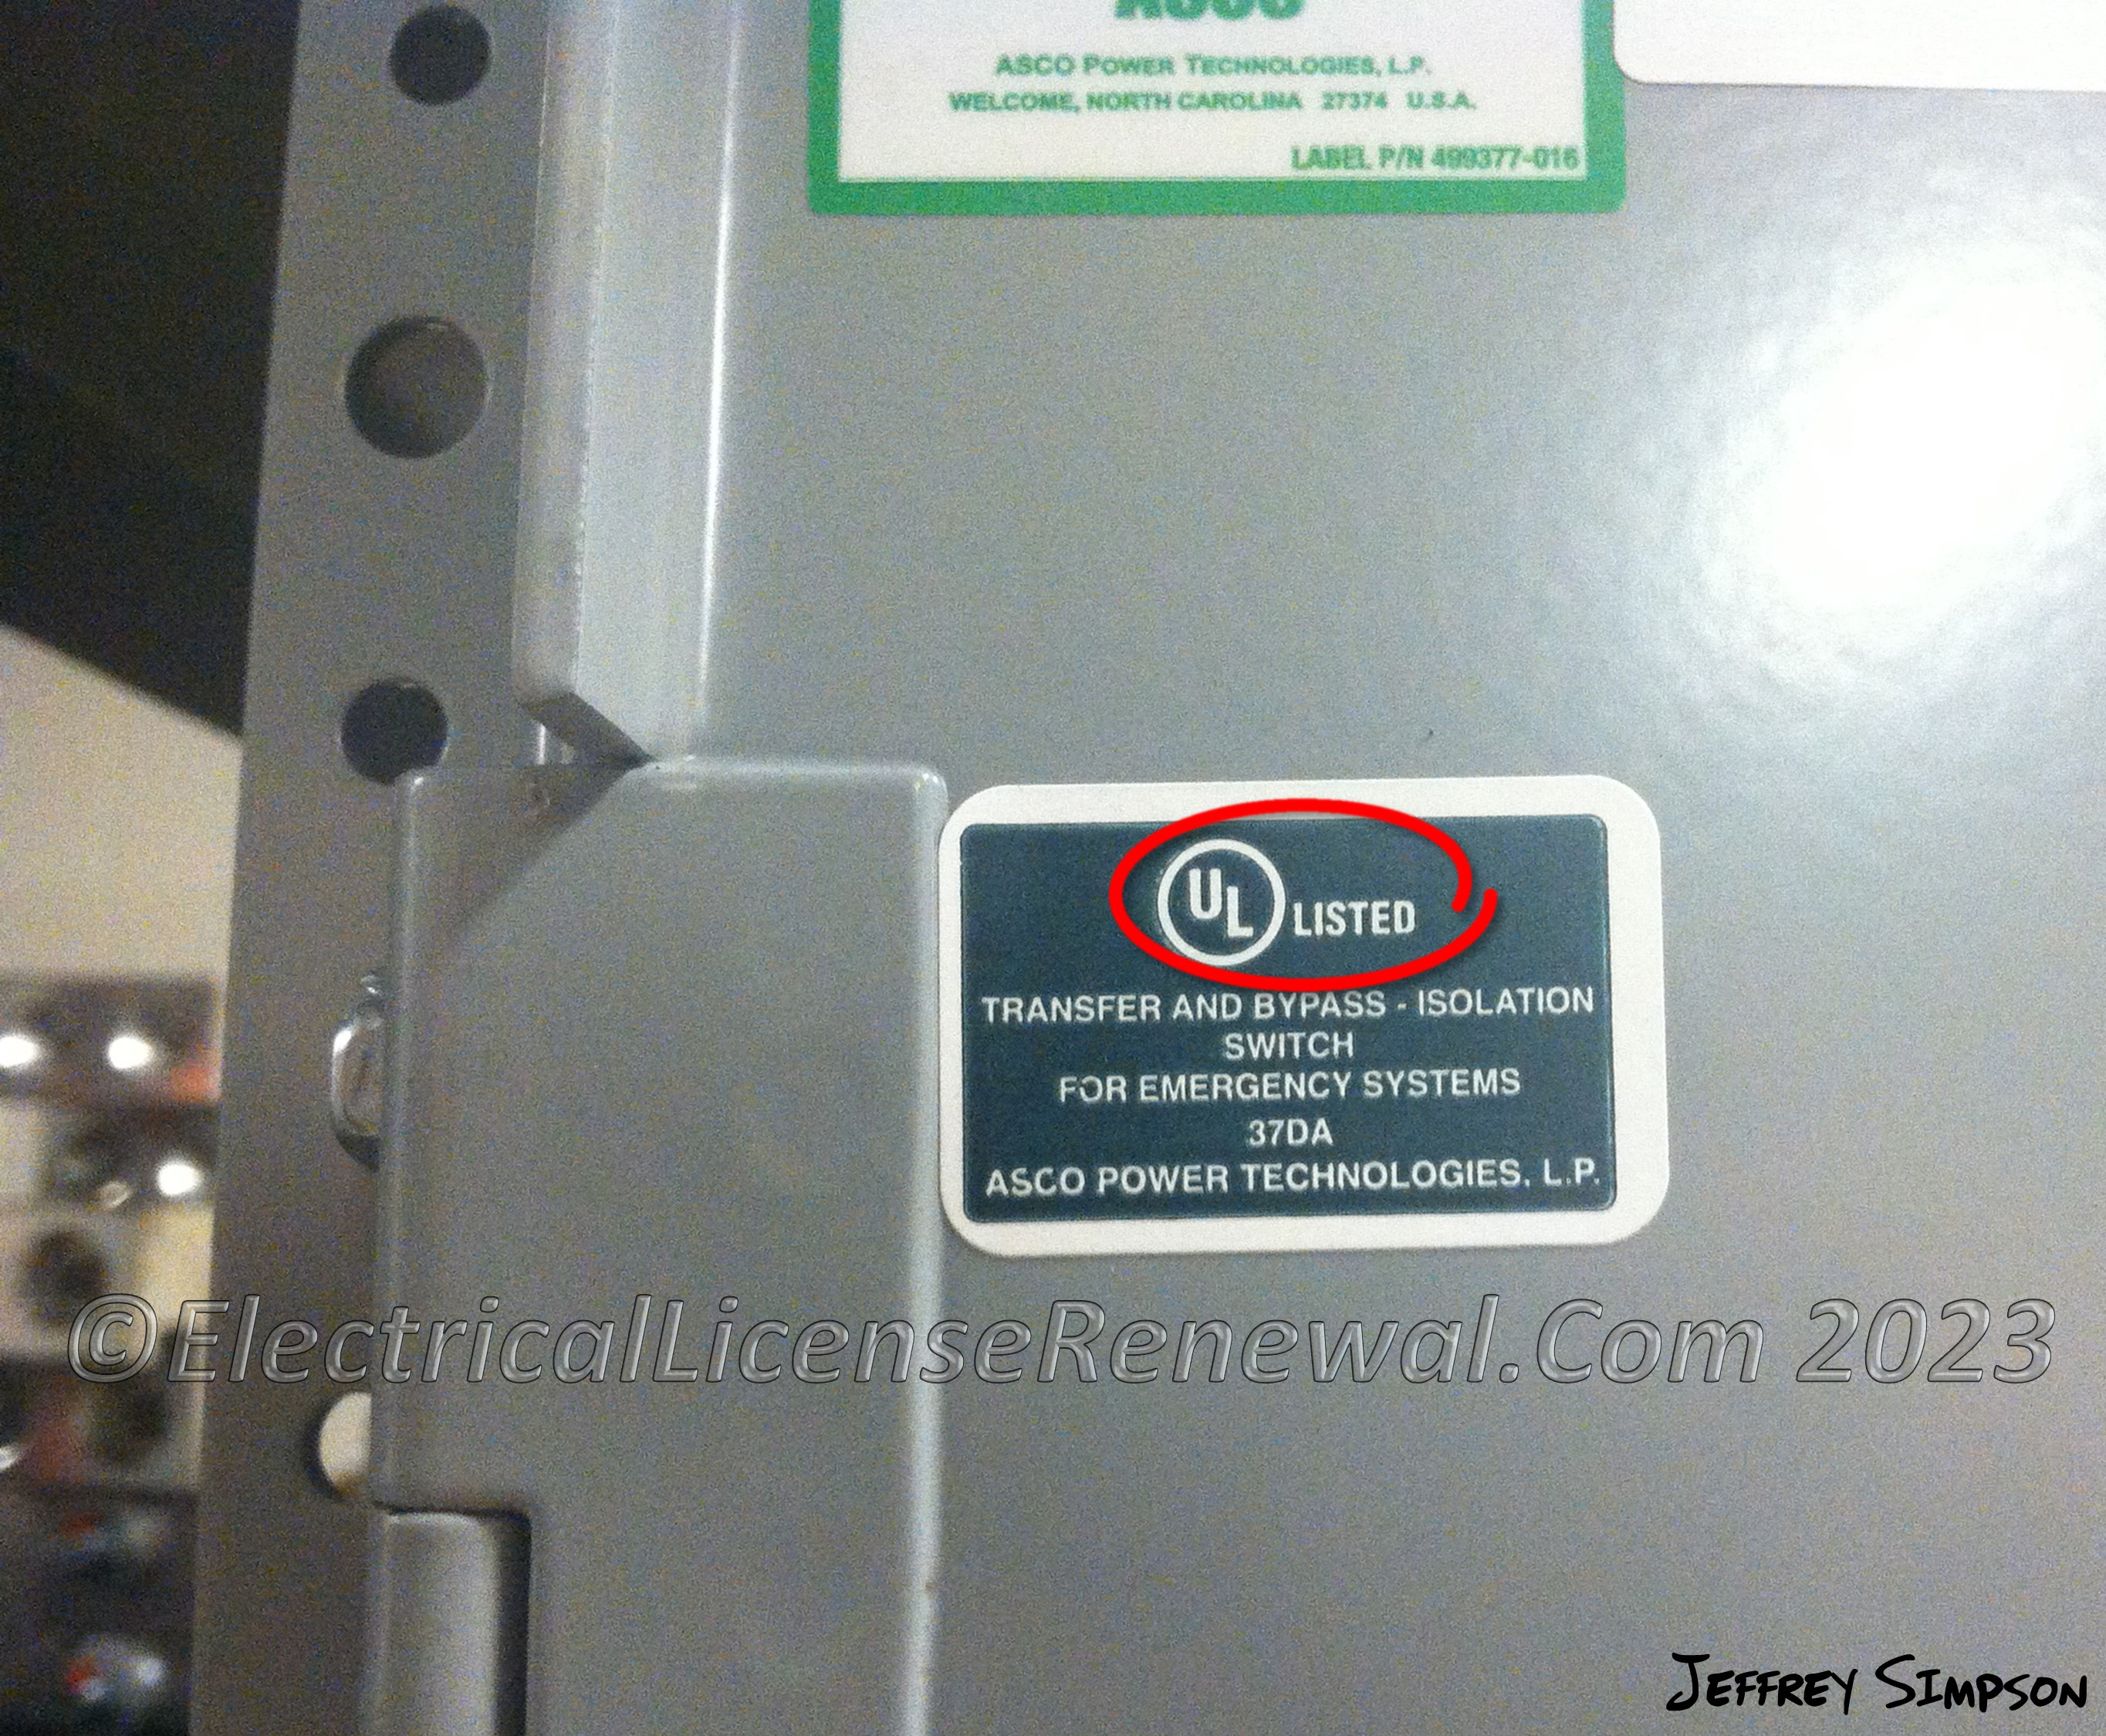 ASCO
ASCO POWER TECHNOLOGIES, L.P.
WELCOME, NORTH CAROLINA 27374 U.S.A.
LABEL P/N 499377-016
UL LISTED
TRANSFER AND BYPASS - ISOLATION
SWITCH
FOR EMERGENCY SYSTEMS
37DA
ASCO POWER TECHNOLOGIES, L.P.
©ElectricalLicenseRenewal.Com 2023
JEFFREY SIMPSON